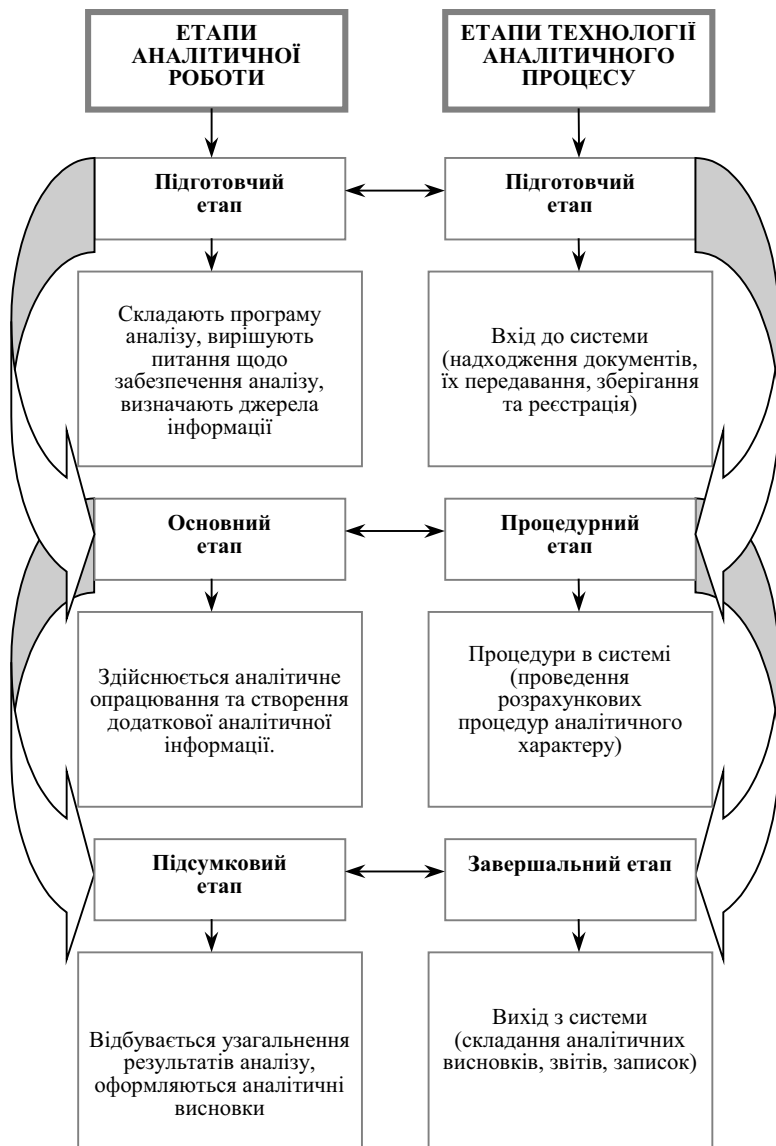 ЕТАПИ
АНАЛІТИЧНОЇ
РОБОТИ
ЕТАПИ ТЕХНОЛОГІЇ
АНАЛІТИЧНОГО
ПРОЦЕСУ
Підготовчий
етап
Підготовчий
етап
Складають програму
аналізу, вирішують
питання щодо
забезпечення аналізу,
визначають джерела
інформації
Вхід до системи
(надходження документів,
їх передавання, зберігання
та реєстрація)
Основний
етап
Процедурний
етап
Здійснюється аналітичне
опрацювання та створення
додаткової аналітичної
інформації.
Процедури в системі
(проведення
розрахункових
процедур аналітичного
характеру)
Підсумковий
етап
Завершальний етап
Відбувається узагальнення
результатів аналізу,
оформляються аналітичні
висновки
Вихід з системи
(складання аналітичних
висновків, звітів, записок)